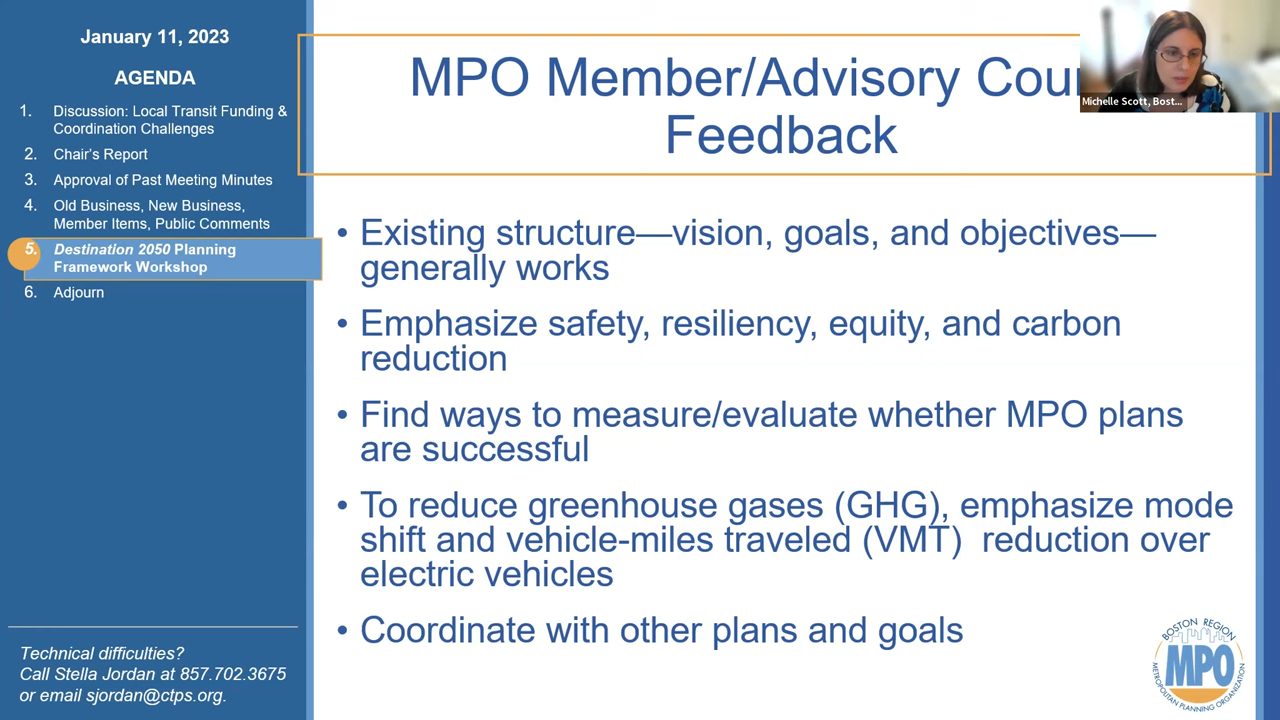 January 11, 2023
AGENDA
1. Discussion: Local Transit Funding &
Coordination Challenges
2. Chair's Report
3. Approval of Past Meeting Minutes
4. Old Business, New Business,
Member Items, Public Comments
5. Destination 2050 Planning
Framework Workshop
6. Adjorn
Technical difficulties?
Call Stella Jordan at 857.702.3675
or email sjordan@ctps.org.
MPO Member/Advisory Cou
Feedback
Michelle Scott, Bost...
• Existing structure—vision, goals, and objectives—
generally works
• Emphasize safety, resiliency, equity, and carbon
reduction
• Find ways to measure/evaluate whether MPO plans
are successful
• To reduce greenhouse gases (GHG), emphasize mode
shift and vehicle-miles traveled (VMT) reduction over
electric vehicles
• Coordinate with other plans and goals
BOSTON REGION
MPO
METROPOLITAN PLANNING ORGANIZATION